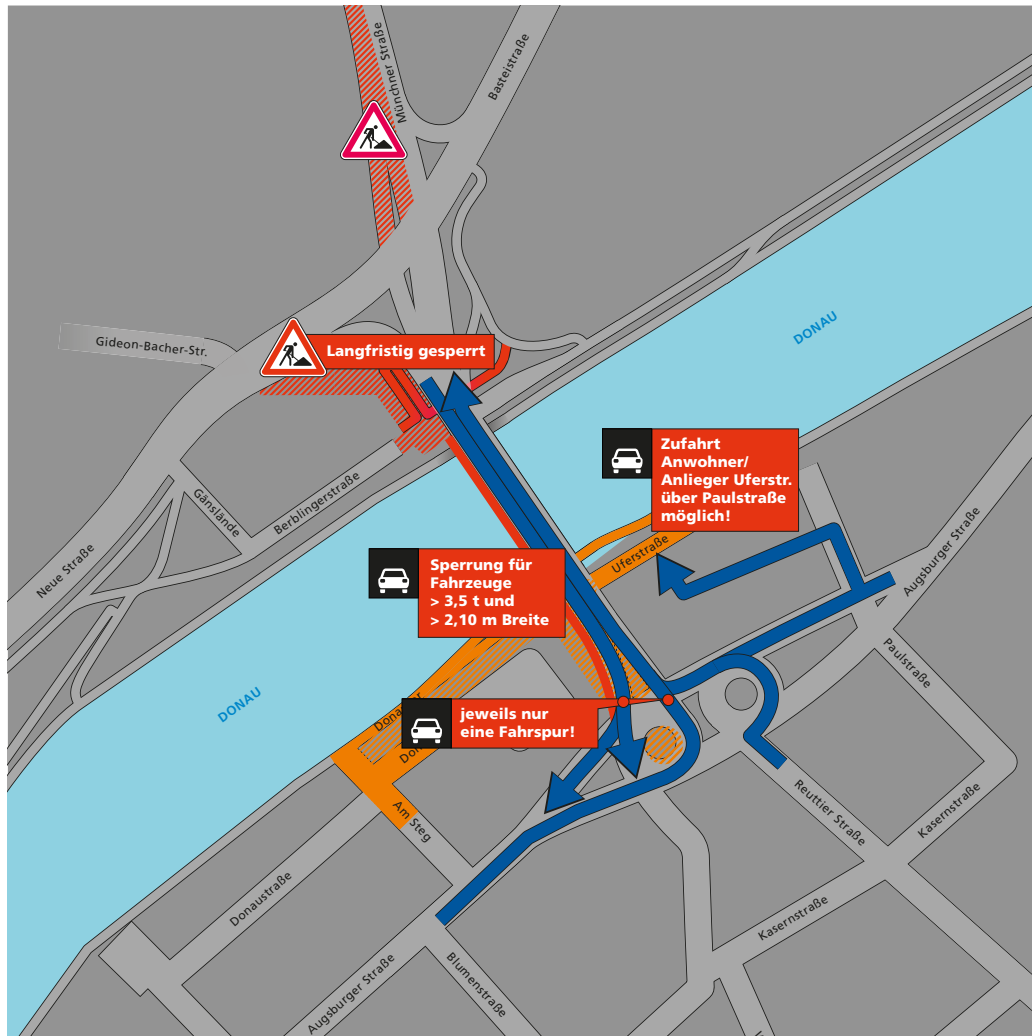 Münchner Straße
Basteistraße
DONAU
Gideon-Bacher-Str.
Langfristig gesperrt
Zufahrt
Anwohner/
Anlieger Uferstr.
über Paulstraße
möglich!
Gänslände
Berblingerstraße
Neue Straße
Uferstraße
Augsburger Straße
Sperrung für
Fahrzeuge
> 3,5 t und
> 2,10 m Breite
Paulstraße
DONAU
jeweils nur
eine Fahrspur!
Am Steg
Reuttier Straße
Kasernstraße
Donaustraße
Kasernstraße
Augsburger Straße
Blumenstraße